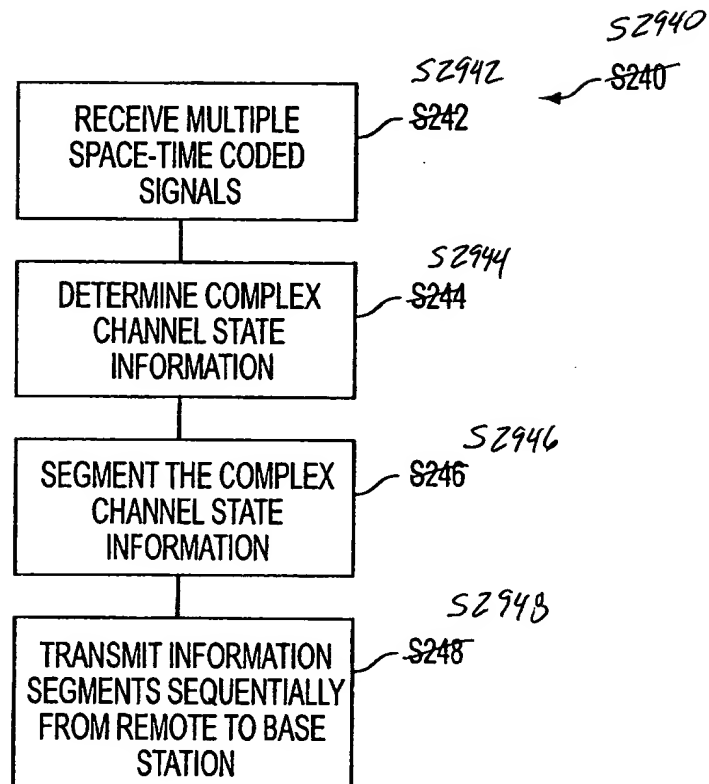 S2940
S240
S2942
S242
RECEIVE MULTIPLE
SPACE-TIME CODED
SIGNALS
S2944
S244
DETERMINE COMPLEX
CHANNEL STATE
INFORMATION
S2946
S246
SEGMENT THE COMPLEX
CHANNEL STATE
INFORMATION
S2948
S248
TRANSMIT INFORMATION
SEGMENTS SEQUENTIALLY
FROM REMOTE TO BASE
STATION